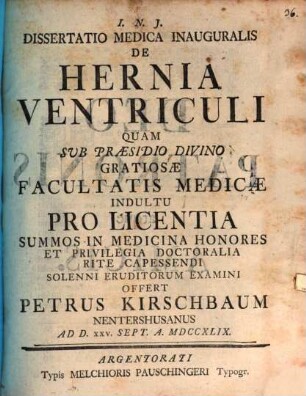 96.
I. N. J.
DISSERTATIO MEDICA INAUGURALIS
DE
HERNIA
VENTRICULI
QUAM
SUB PRÆSIDIO DIVINO
GRATIOSÆ
FACULTATIS MEDICÆ
INDULTU
PRO LICENTIA
SUMMOS IN MEDICINA HONORES
ET PRIVILEGIA DOCTORALIA
RITE CAPESSENDI
SOLENNI ERUDITORUM EXAMINI
OFFERT
PETRUS KIRSCHBAUM
NENTERSHUSANUS
AD D. XXV. SEPT. A. MDCCXLIX.
ARGENTORATI
Typis MELCHIORIS PAUSCHINGERI Typogr.